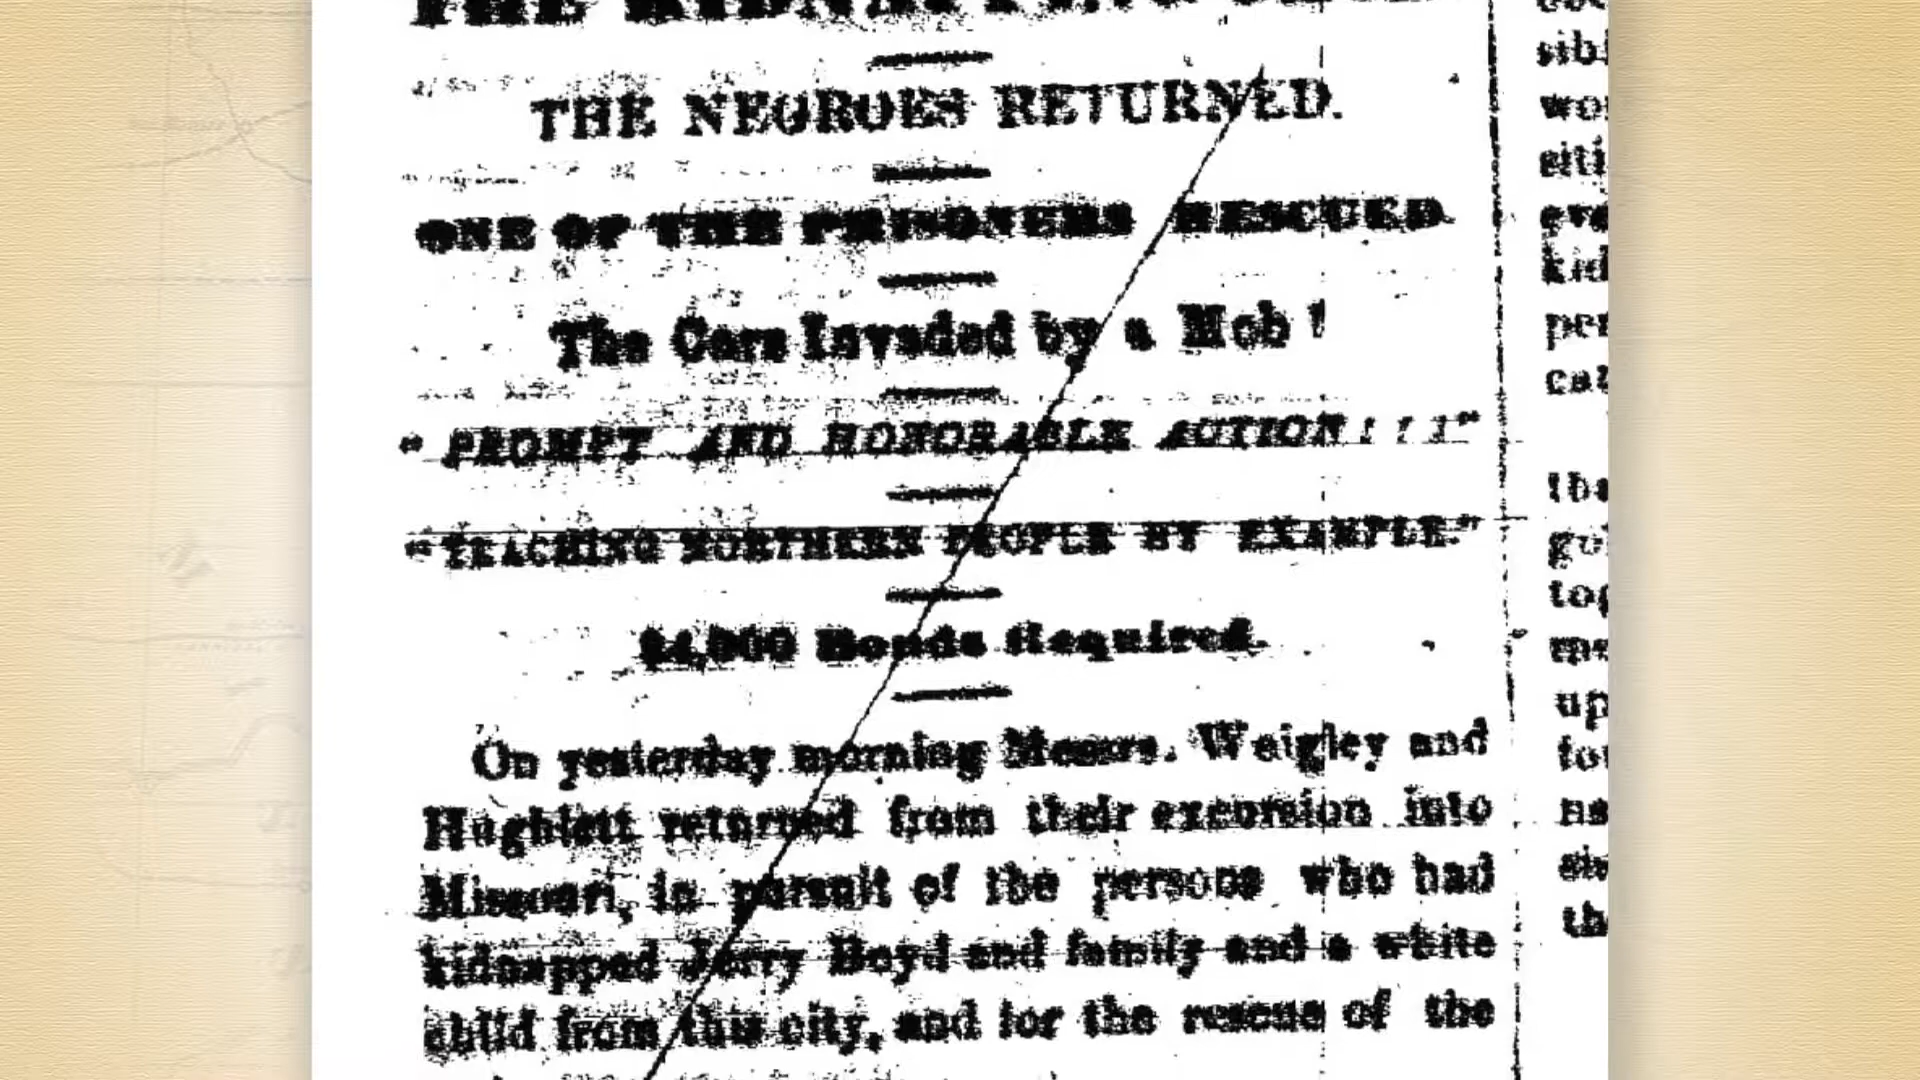 THE KIDNAPPING
THE NEGROES RETURNED.
ONE OF THE PRISONERS RESCUED
The Cars Invaded by a Mob!
"PROMPT AND HONORABLE ACTION!!!"
"TEACHING NORTHERN PEOPLE BY EXAMPLE."
Bonds Required.
On yesterday morning Messrs. Weigley and
Hughlett returned from their excursion into
Missouri, in pursuit of the persons who had
kidnapped Jerry Boyd and family and a white
child from this city, and for the rescue of the